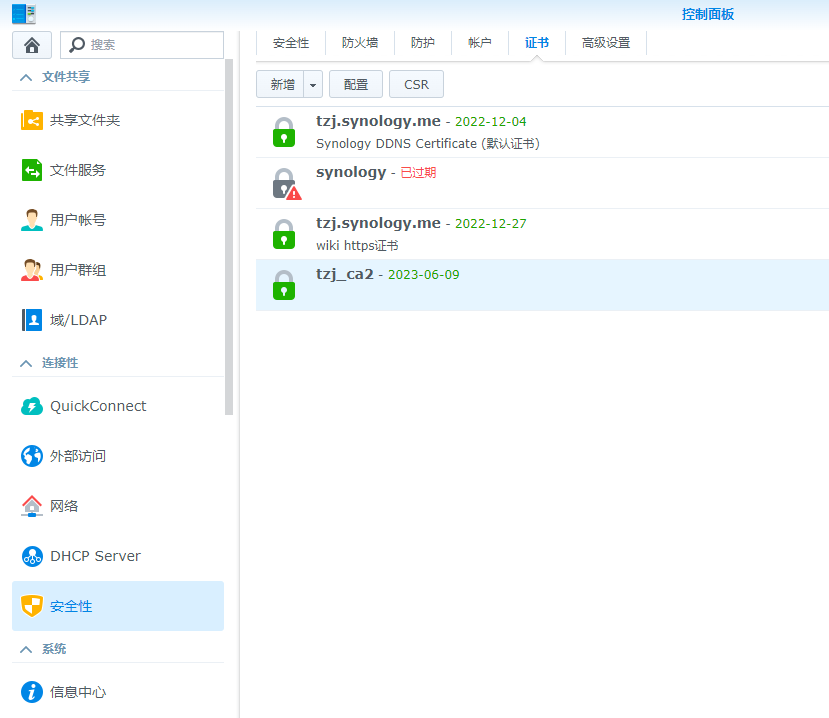 控制面板
搜索
文件共享
共享文件夹
文件服务
用户帐号
用户群组
域/LDAP
连接性
QuickConnect
外部访问
网络
DHCP Server
安全性
系统
信息中心
安全性 防火墙 防护 帐户 证书 高级设置
新增 配置 CSR
tzj.synology.me - 2022-12-04
Synology DDNS Certificate (默认证书)
synology - 已过期
tzj.synology.me - 2022-12-27
wiki https证书
tzj_ca2 - 2023-06-09